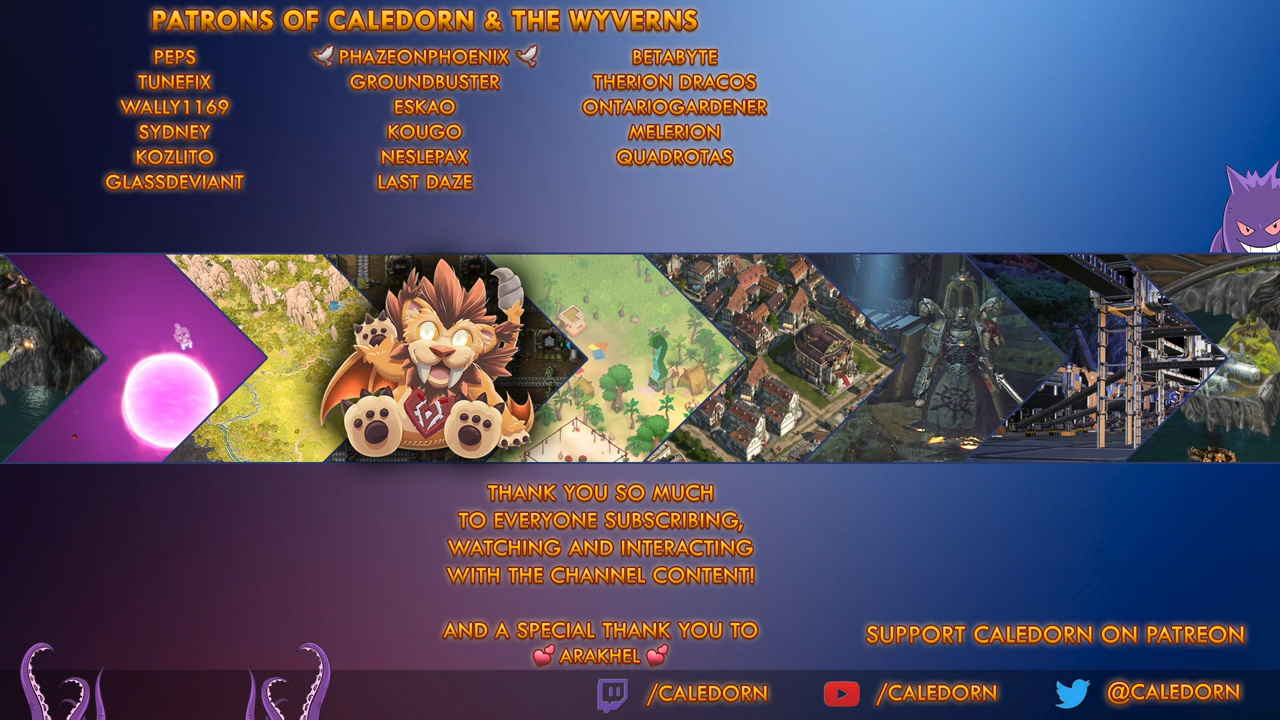 PATRONS OF CALEDORN & THE WYVERNS
PEPS
TUNEFIX
WALLY1169
SYDNEY
KOZLITO
GLASSDEVIANT
PHAZEONPHOENIX
GROUNDBUSTER
ESKAO
KOUGO
NESLEPAX
LAST DAZE
BETABYTE
THERION DRACOS
ONTARIOGARDENER
MELERION
QUADROTAS
THANK YOU SO MUCH
TO EVERYONE SUBSCRIBING,
WATCHING AND INTERACTING
WITH THE CHANNEL CONTENT!
AND A SPECIAL THANK YOU TO
💕 ARAKHEL 💕
SUPPORT CALEDORN ON PATREON
/CALEDORN
/CALEDORN
@CALEDORN